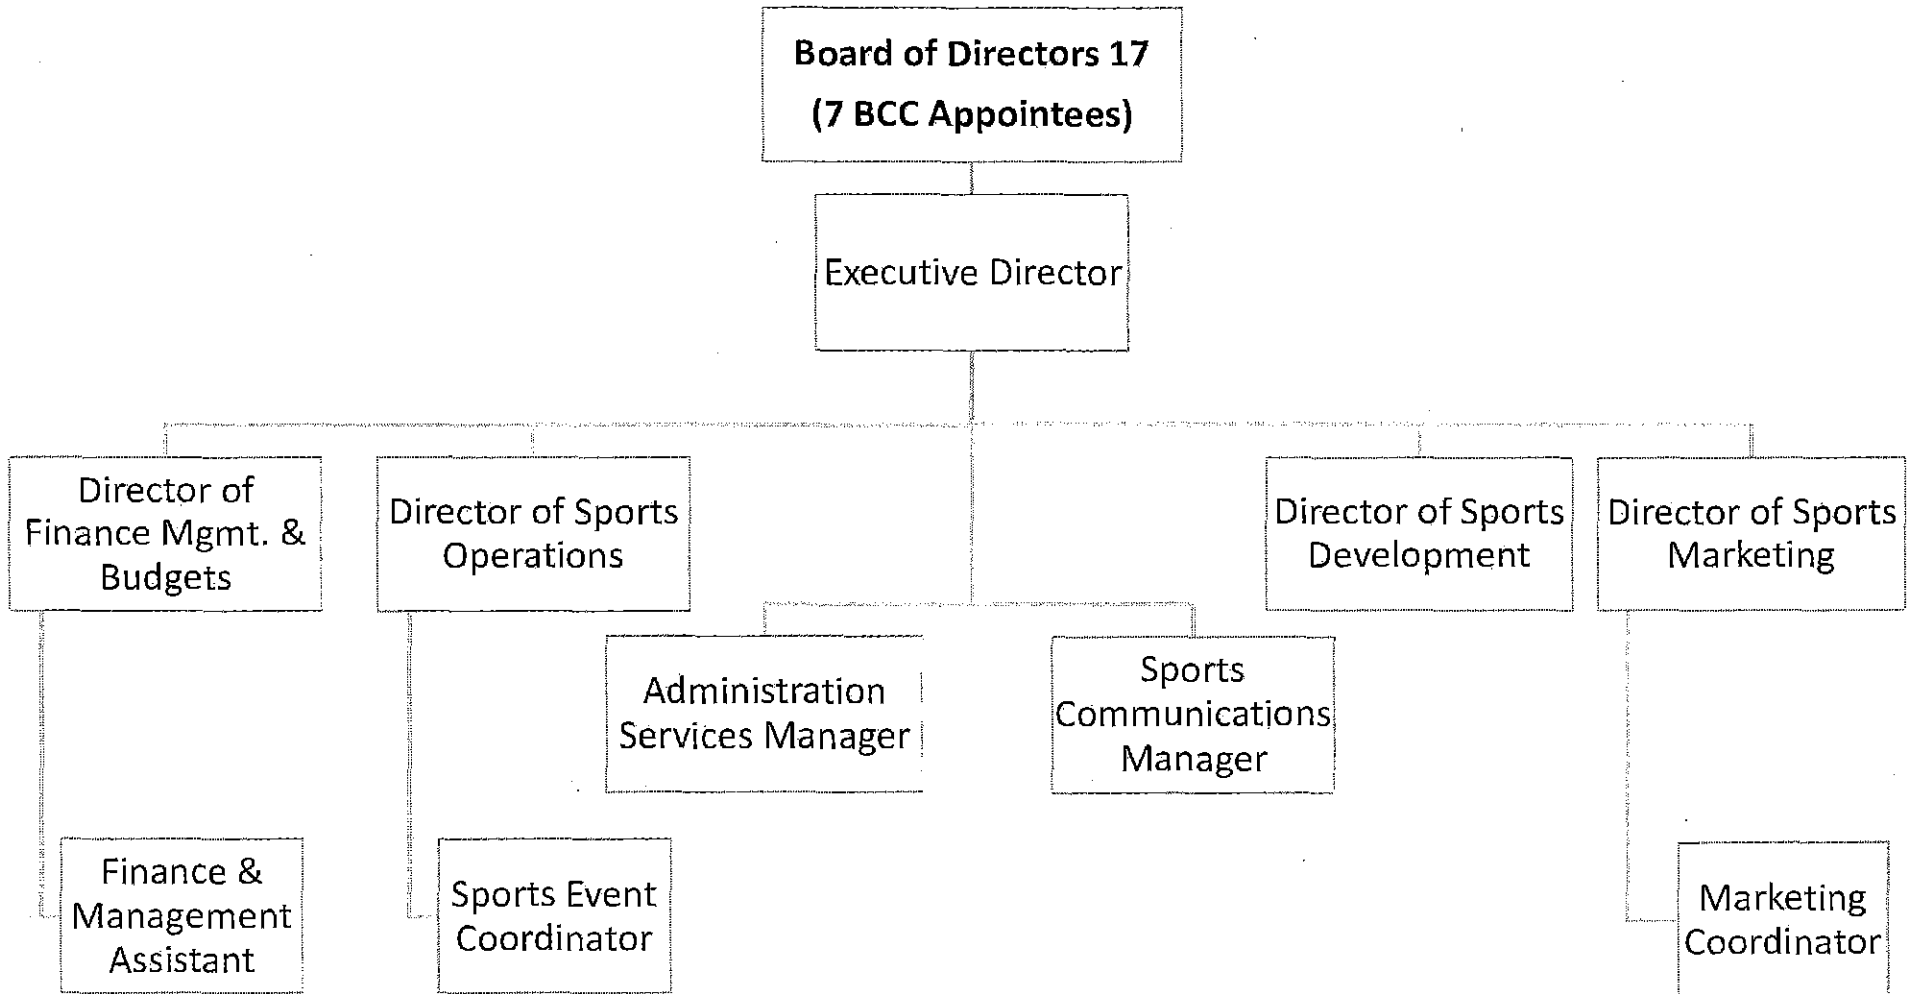 Board of Directors 17
(7 BCC Appointees)
Executive Director
Director of
Finance Mgmt. &
Budgets
Director of Sports
Operations
Director of Sports
Development
Director of Sports
Marketing
Administration
Services Manager
Sports
Communications
Manager
Finance &
Management
Assistant
Sports Event
Coordinator
Marketing
Coordinator